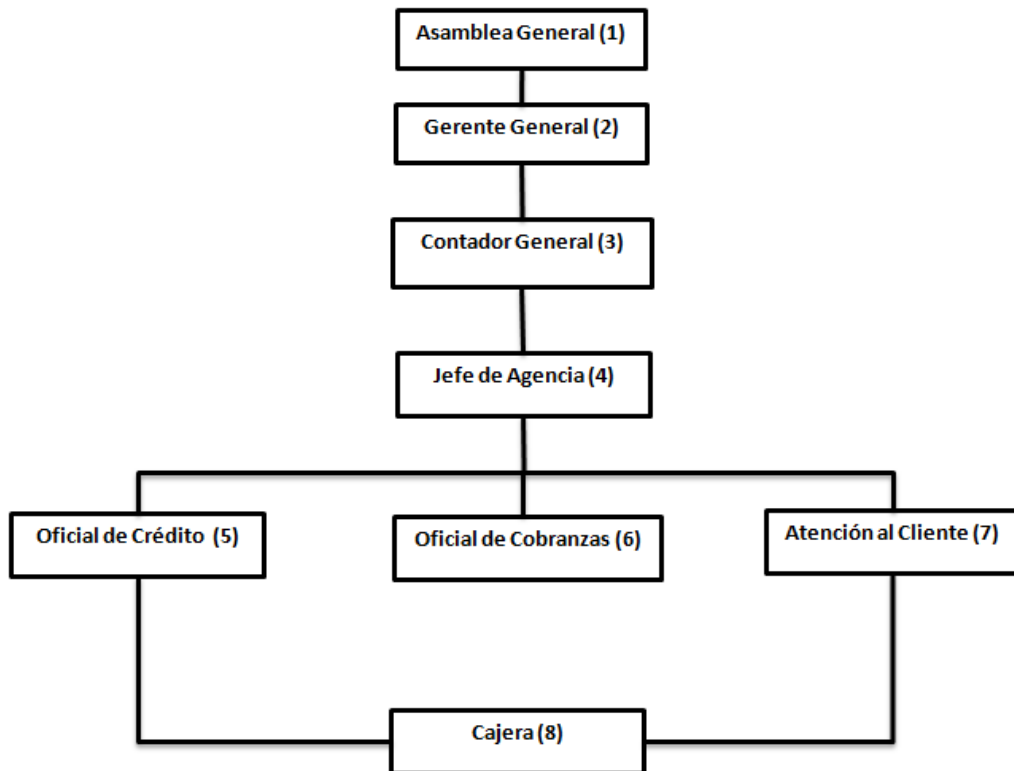 Asamblea General (1)
Gerente General (2)
Contador General (3)
Jefe de Agencia (4)
Oficial de Crédito (5)
Oficial de Cobranzas (6)
Atención al Cliente (7)
Cajera (8)